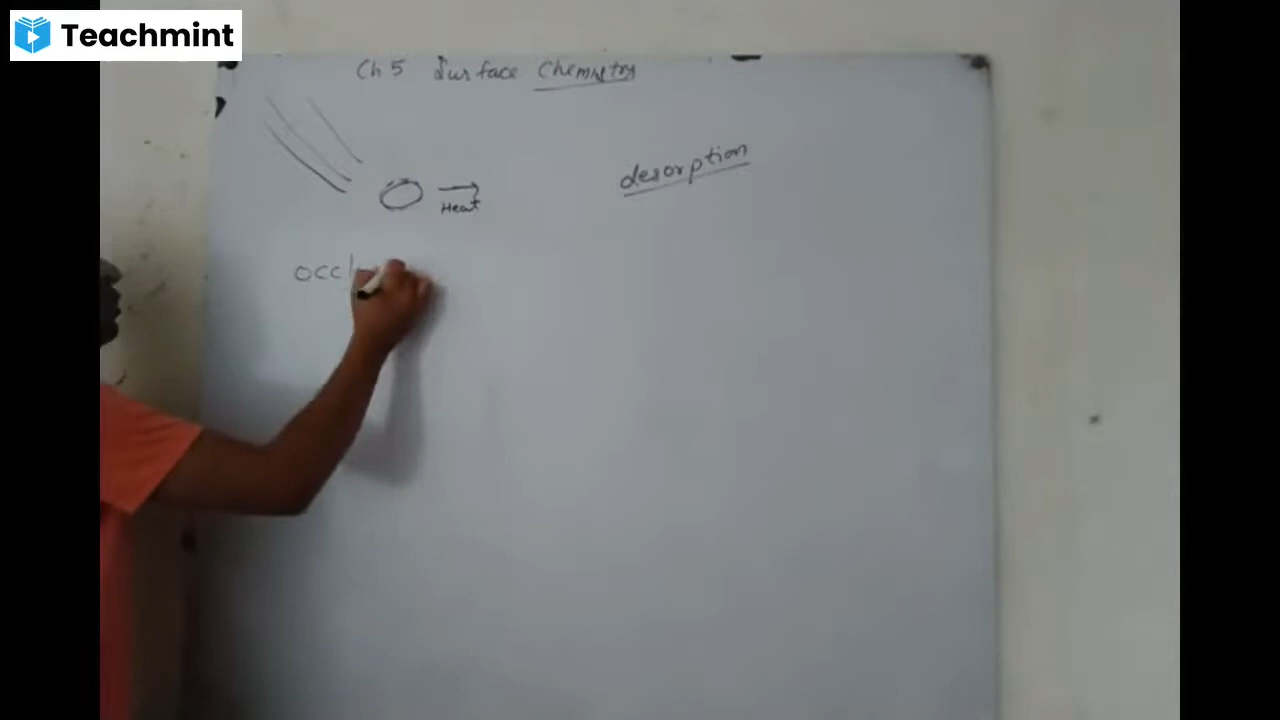 Teachmint
Ch 5 Surface Chemistry
desorption
Heat
occl